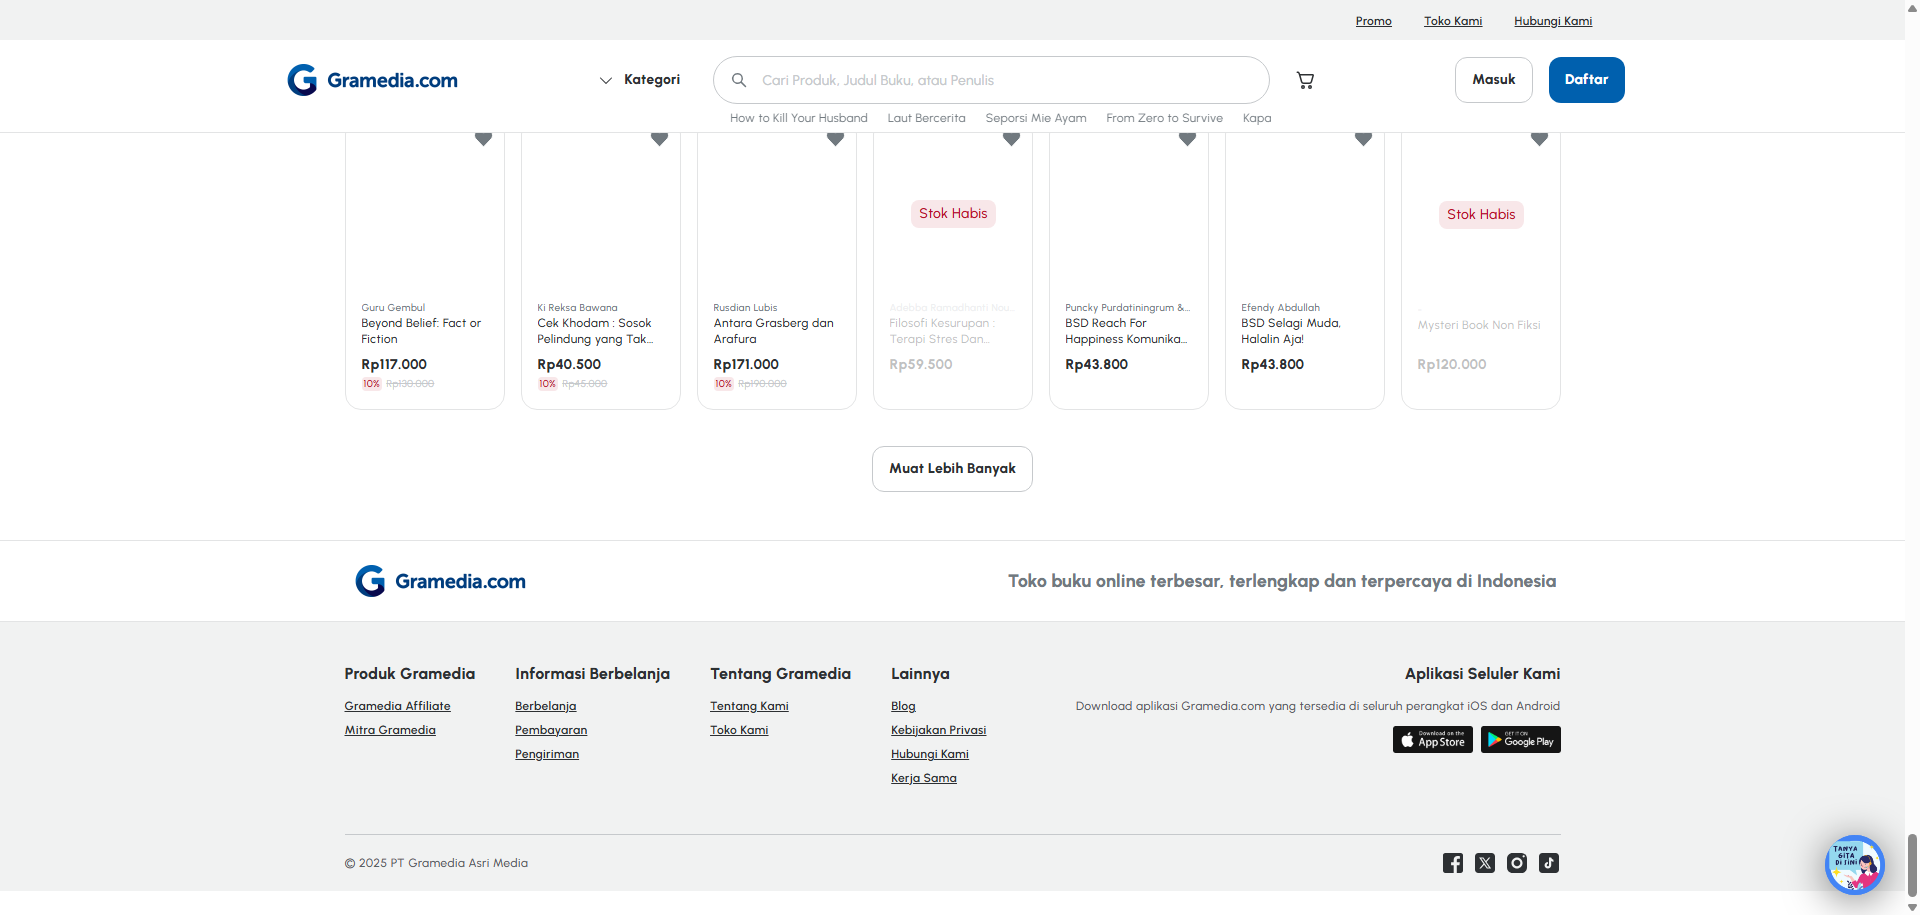 Promo
Toko Kami
Hubungi Kami
Gramedia.com
Kategori
Cari Produk, Judul Buku, atau Penulis
Masuk
Daftar
How to Kill Your Husband
Laut Bercerita
Seporsi Mie Ayam
From Zero to Survive
Kapa
Guru Gembul
Beyond Belief: Fact or
Fiction
Rp117.000
10% Rp130.000
Ki Reksa Bawana
Cek Khodam : Sosok
Pelindung yang Tak...
Rp40.500
10% Rp45.000
Rusdian Lubis
Antara Grasberg dan
Arafura
Rp171.000
10% Rp190.000
Stok Habis
Adabiba Ramadhanti Nou...
Filosofi Kesurupan :
Terapi Stres Dan...
Rp59.500
Puncky Purdatiningrum &...
BSD Reach For
Happiness Komunika...
Rp43.800
Efendy Abdullah
BSD Selagi Muda,
Halalin Aja!
Rp43.800
Stok Habis
Mysteri Book Non Fiksi
Rp120.000
Muat Lebih Banyak
Gramedia.com
Toko buku online terbesar, terlengkap dan terpercaya di Indonesia
Produk Gramedia
Gramedia Affiliate
Mitra Gramedia
Informasi Berbelanja
Berbelanja
Pembayaran
Pengiriman
Tentang Gramedia
Tentang Kami
Toko Kami
Lainnya
Blog
Kebijakan Privasi
Hubungi Kami
Kerja Sama
Aplikasi Seluler Kami
Download aplikasi Gramedia.com yang tersedia di seluruh perangkat iOS dan Android
Download on the
App Store
GET IT ON
Google Play
© 2025 PT Gramedia Asri Media
TANYA
GITA
DI SINI